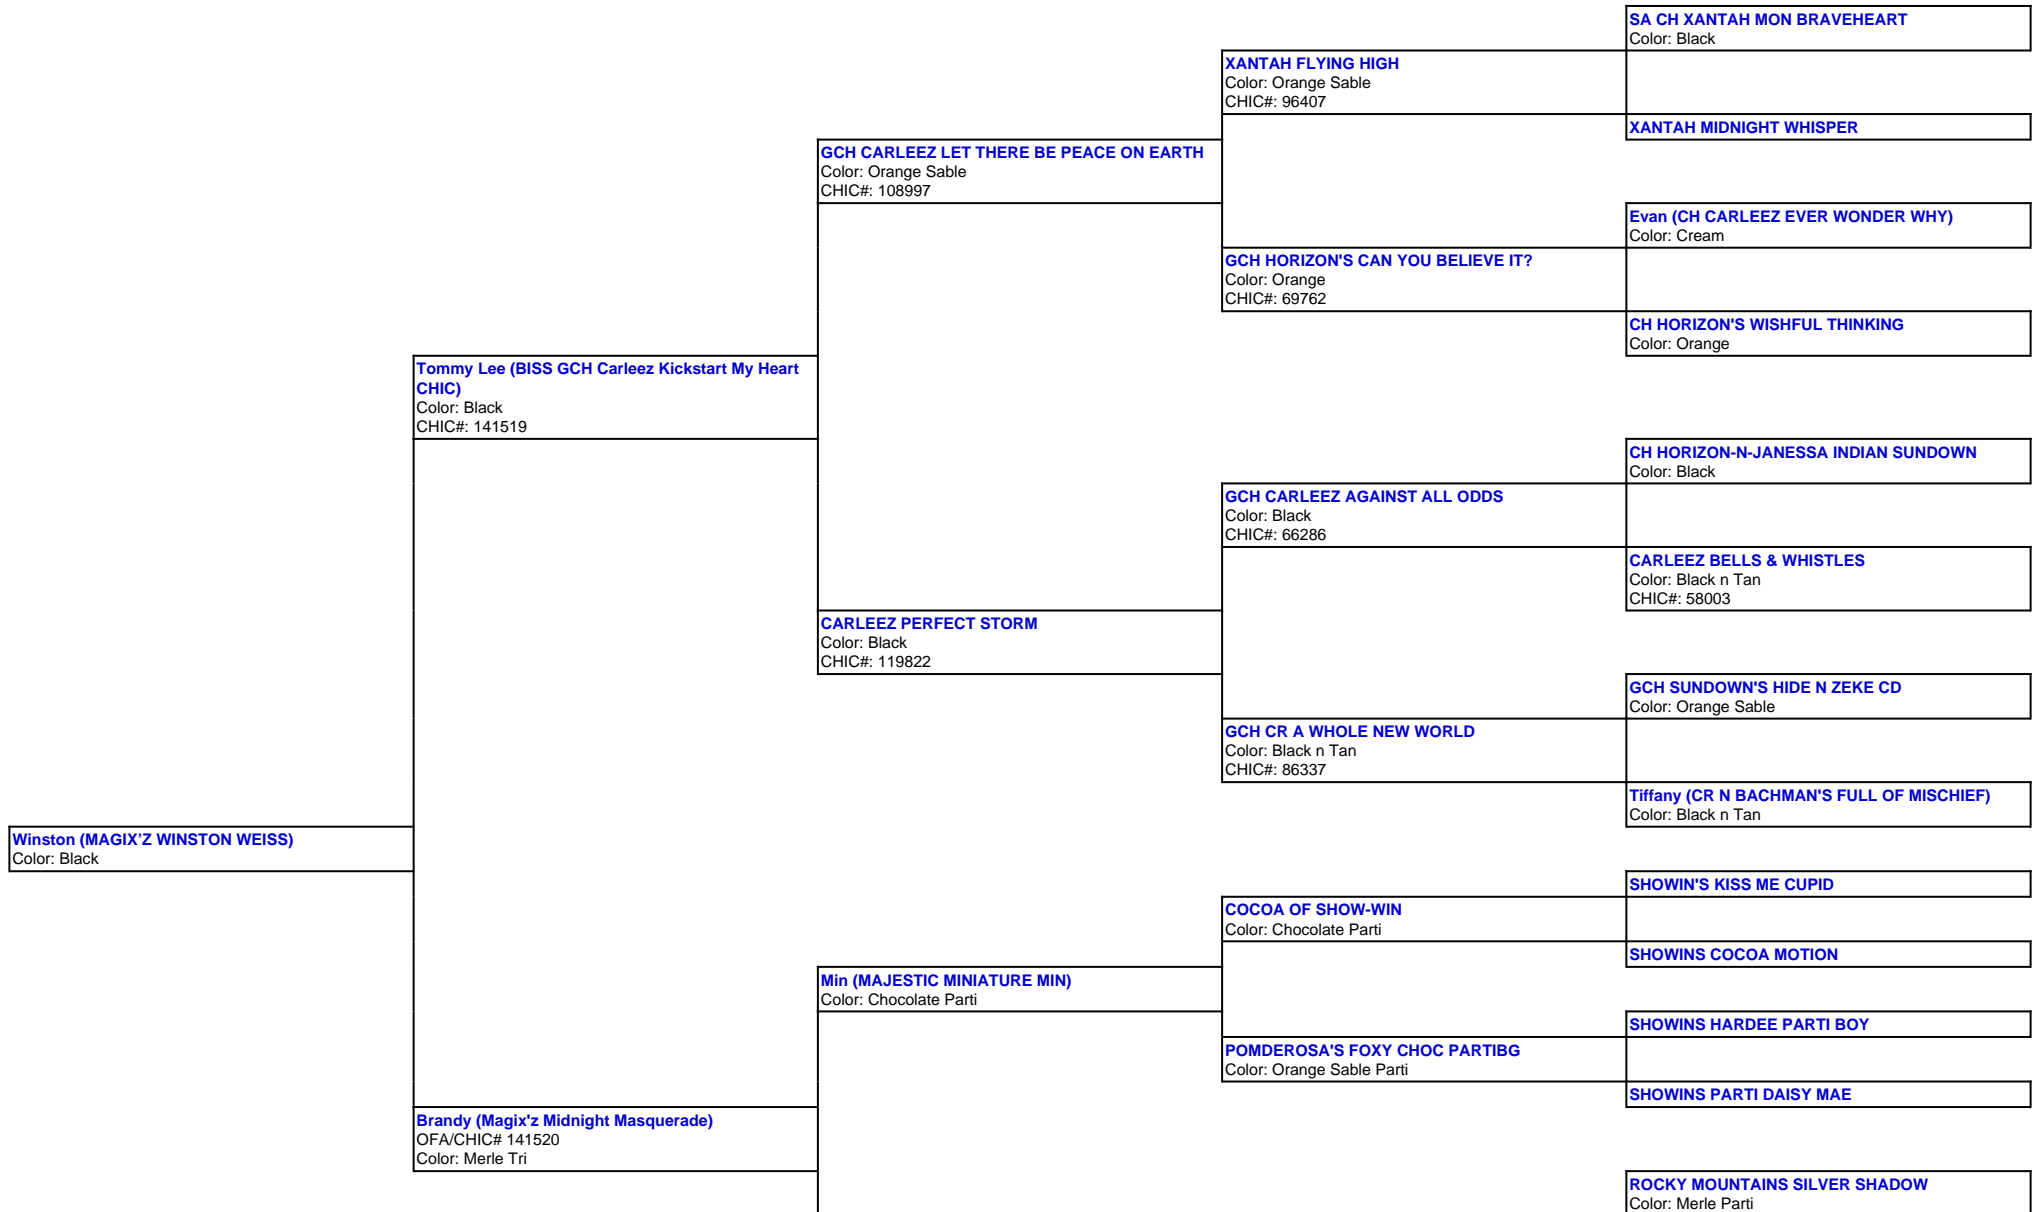 SA CH XANTAH MON BRAVEHEART
Color: Black
XANTAH FLYING HIGH
Color: Orange Sable
CHIC#: 96407
XANTAH MIDNIGHT WHISPER
GCH CARLEEZ LET THERE BE PEACE ON EARTH
Color: Orange Sable
CHIC#: 108997
Evan (CH CARLEEZ EVER WONDER WHY)
Color: Cream
GCH HORIZON'S CAN YOU BELIEVE IT?
Color: Orange
CHIC#: 69762
CH HORIZON'S WISHFUL THINKING
Color: Orange
Tommy Lee (BISS GCH Carleez Kickstart My Heart
CHIC)
Color: Black
CHIC#: 141519
CH HORIZON-N-JANESSA INDIAN SUNDOWN
Color: Black
GCH CARLEEZ AGAINST ALL ODDS
Color: Black
CHIC#: 66286
CARLEEZ BELLS & WHISTLES
Color: Black n Tan
CHIC#: 58003
CARLEEZ PERFECT STORM
Color: Black
CHIC#: 119822
GCH SUNDOWN'S HIDE N ZEKE CD
Color: Orange Sable
GCH CR A WHOLE NEW WORLD
Color: Black n Tan
CHIC#: 86337
Tiffany (CR N BACHMAN'S FULL OF MISCHIEF)
Color: Black n Tan
Winston (MAGIX’Z WINSTON WEISS)
Color: Black
SHOWIN'S KISS ME CUPID
COCOA OF SHOW-WIN
Color: Chocolate Parti
SHOWINS COCOA MOTION
Min (MAJESTIC MINIATURE MIN)
Color: Chocolate Parti
SHOWINS HARDEE PARTI BOY
POMDEROSA'S FOXY CHOC PARTIBG
Color: Orange Sable Parti
SHOWINS PARTI DAISY MAE
Brandy (Magix'z Midnight Masquerade)
OFA/CHIC# 141520
Color: Merle Tri
ROCKY MOUNTAINS SILVER SHADOW
Color: Merle Parti